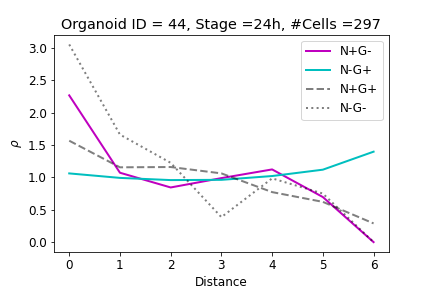 Organoid ID = 44, Stage =24h, #Cells =297
N+G-
N-G+
N+G+
N-G-
3.0
2.5
2.0
1.5
1.0
0.5
0.0
ρ
0 1 2 3 4 5 6
Distance